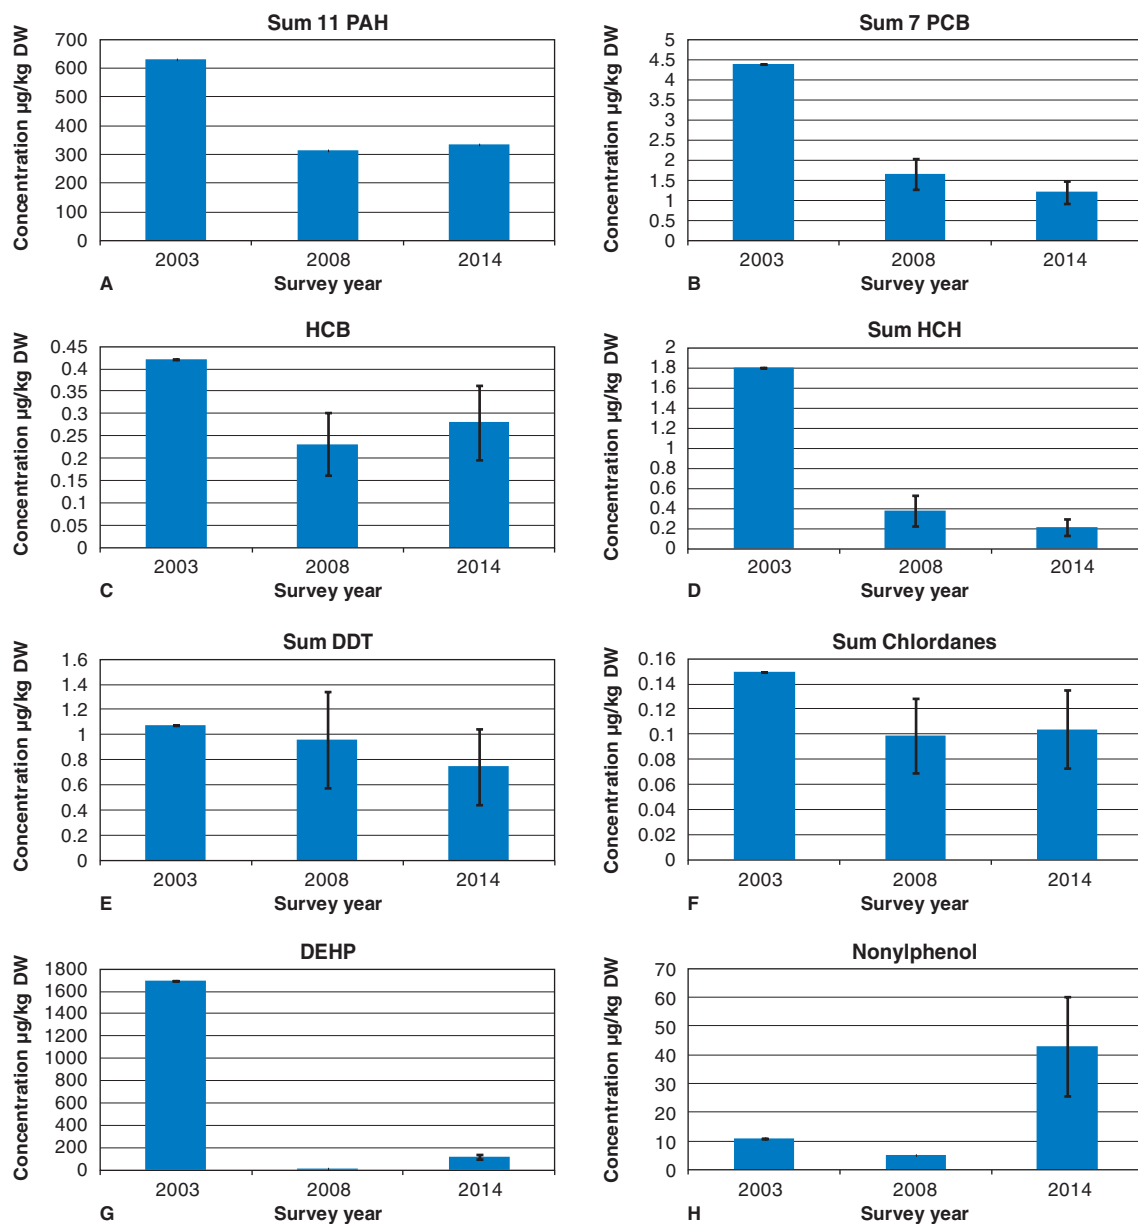 Sum 11 PAH
Concentration µg/kg DW
700
600
500
400
300
200
100
0
2003 2008 2014
A Survey year
Sum 7 PCB
Concentration µg/kg DW
5
4.5
4
3.5
3
2.5
2
1.5
1
0.5
0
2003 2008 2014
B Survey year
HCB
Concentration µg/kg DW
0.45
0.4
0.35
0.3
0.25
0.2
0.15
0.1
0.05
0
2003 2008 2014
C Survey year
Sum HCH
Concentration µg/kg DW
2
1.8
1.6
1.4
1.2
1
0.8
0.6
0.4
0.2
0
2003 2008 2014
D Survey year
Sum DDT
Concentration µg/kg DW
1.6
1.4
1.2
1
0.8
0.6
0.4
0.2
0
2003 2008 2014
E Survey year
Sum Chlordanes
Concentration µg/kg DW
0.16
0.14
0.12
0.1
0.08
0.06
0.04
0.02
0
2003 2008 2014
F Survey year
DEHP
Concentration µg/kg DW
1800
1600
1400
1200
1000
800
600
400
200
0
2003 2008 2014
G Survey year
Nonylphenol
Concentration µg/kg DW
70
60
50
40
30
20
10
0
2003 2008 2014
H Survey year